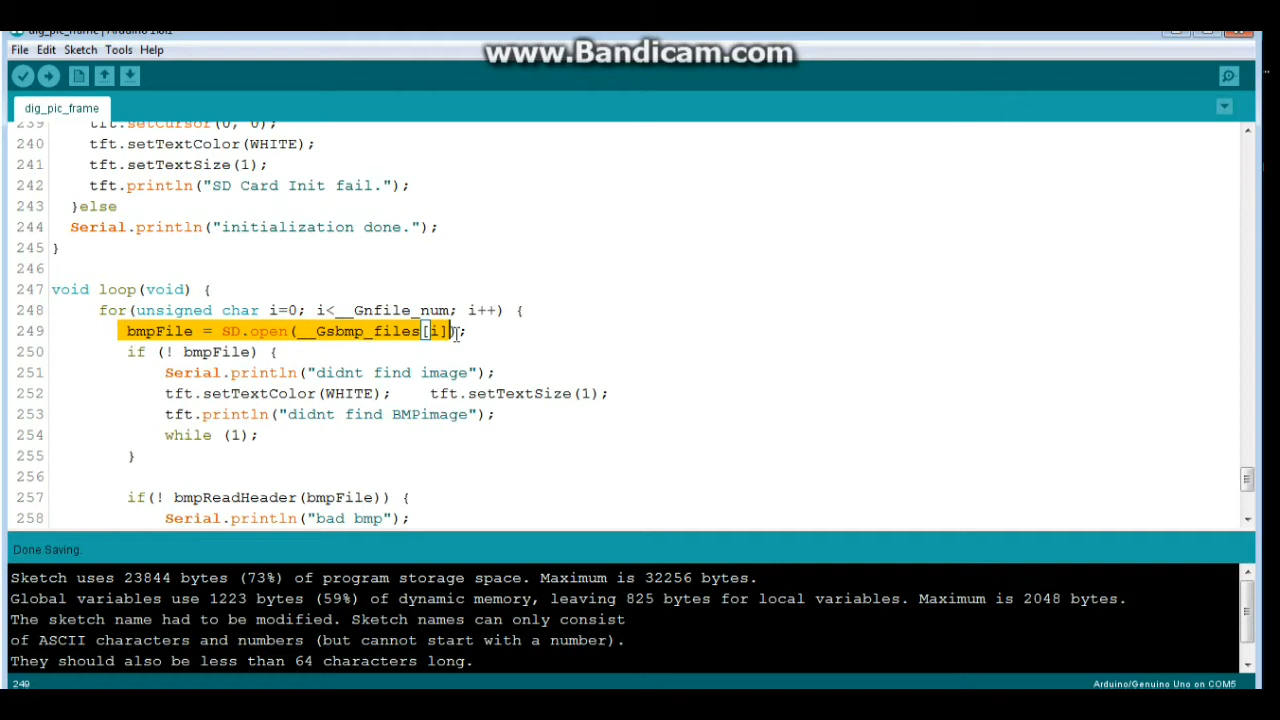 dig_pic_frame | Arduino 1.8.2
www.Bandicam.com
File Edit Sketch Tools Help
dig_pic_frame
239 tft.setCursor(0, 0);
240 tft.setTextColor(WHITE);
241 tft.setTextSize(1);
242 tft.println("SD Card Init fail.");
243 }else
244 Serial.println("initialization done.");
245 }
246
247 void loop(void) {
248 for(unsigned char i=0; i<__Gnfile_num; i++) {
249 bmpFile = SD.open(__Gsbmp_files[i]);
250 if (! bmpFile) {
251 Serial.println("didnt find image");
252 tft.setTextColor(WHITE); tft.setTextSize(1);
253 tft.println("didnt find BMPimage");
254 while (1);
255 }
256
257 if(! bmpReadHeader(bmpFile)) {
258 Serial.println("bad bmp");
Done Saving.
Sketch uses 23844 bytes (73%) of program storage space. Maximum is 32256 bytes.
Global variables use 1223 bytes (59%) of dynamic memory, leaving 825 bytes for local variables. Maximum is 2048 bytes.
The sketch name had to be modified. Sketch names can only consist
of ASCII characters and numbers (but cannot start with a number).
They should also be less than 64 characters long.
249 Arduino/Genuino Uno on COM5